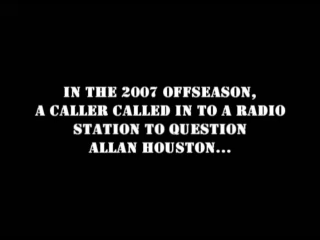 IN THE 2007 OFFSEASON,
A CALLER CALLED IN TO A RADIO
STATION TO QUESTION
ALLAN HOUSTON...